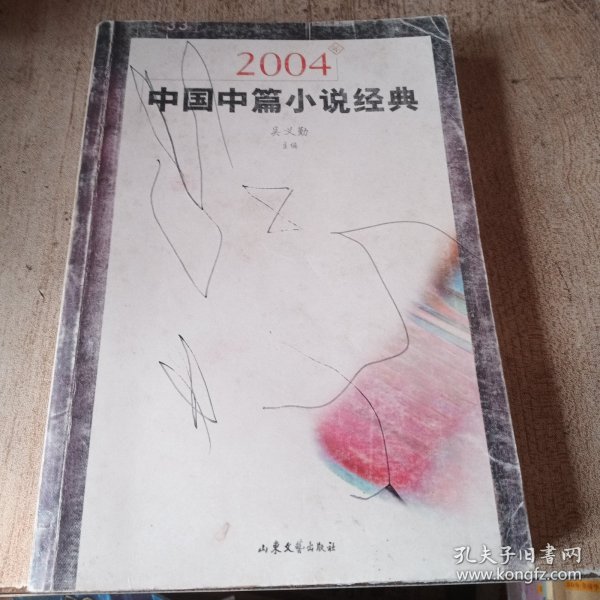 2004
中国中篇小说经典
吴义勤
主编
山东文艺出版社
孔夫子旧书网
www.kongfz.com